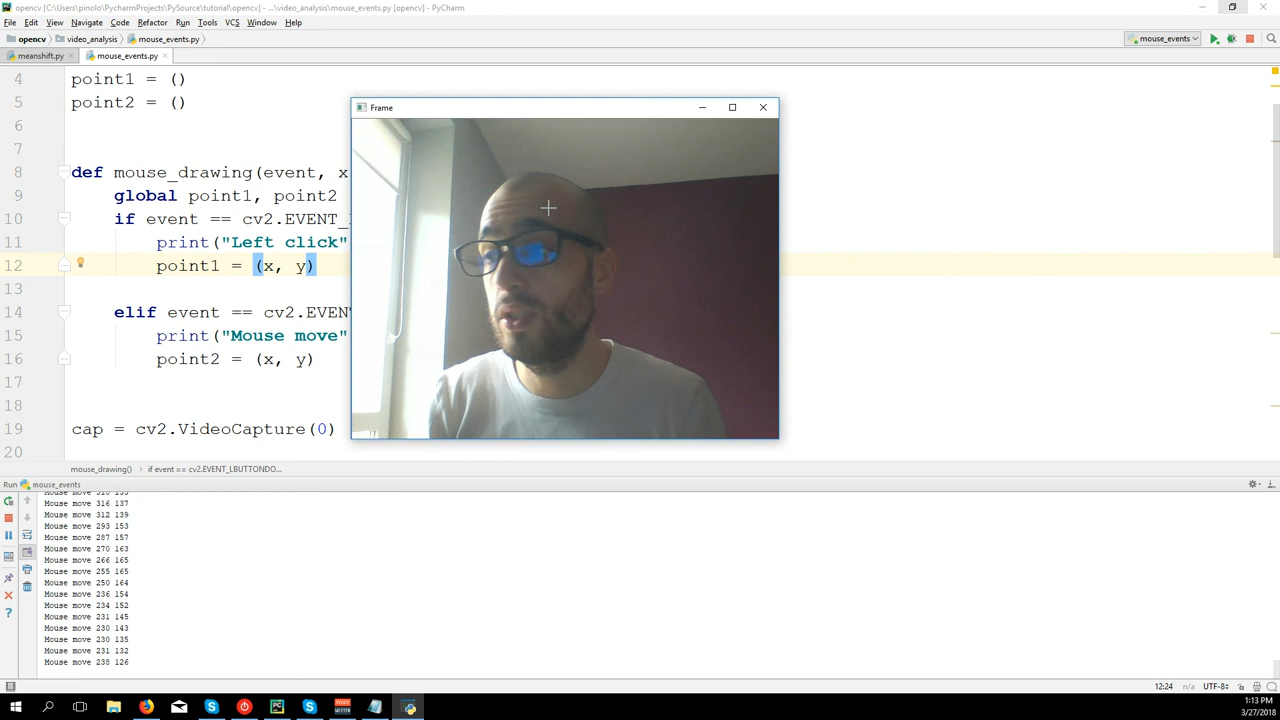 opencv [C:\Users\pinolo\PycharmProjects\PySource\tutorial\opencv] - ...\video_analysis\mouse_events.py [opencv] - PyCharm
File Edit View Navigate Code Refactor Run Tools VCS Window Help
opencv video_analysis mouse_events.py mouse_events
meanshift.py mouse_events.py
4 point1 = ()
5 point2 = ()
6
7
8 def mouse_drawing(event, x
9 global point1, point2
10 if event == cv2.EVENT_
11 print("Left click"
12 point1 = (x, y)
13
14 elif event == cv2.EVENT
15 print("Mouse move"
16 point2 = (x, y)
17
18
19 cap = cv2.VideoCapture(0)
20
Frame
mouse_drawing() if event == cv2.EVENT_LBUTTONDO...
Run mouse_events
Mouse move 316 137
Mouse move 312 139
Mouse move 293 153
Mouse move 287 157
Mouse move 270 163
Mouse move 266 165
Mouse move 255 165
Mouse move 250 164
Mouse move 236 154
Mouse move 234 152
Mouse move 231 145
Mouse move 230 143
Mouse move 230 135
Mouse move 231 132
Mouse move 238 126
12:24 n/a UTF-8
1:13 PM
3/27/2018